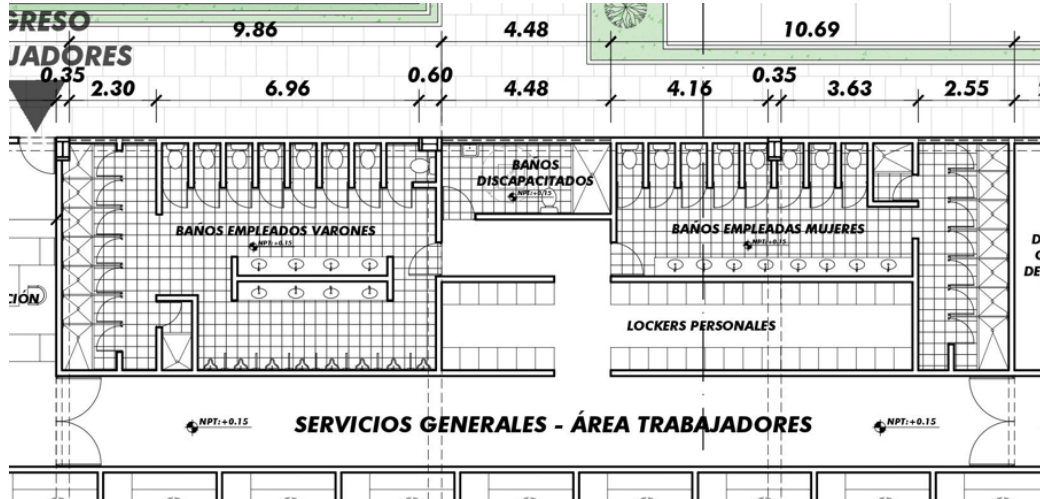 GRESO
JADORES
9.86
4.48
10.69
0.35
2.30
6.96
0.60
4.48
4.16
0.35
3.63
2.55
BAÑOS
DISCAPACITADOS
NPT:+0.15
BAÑOS EMPLEADOS VARONES
NPT:+0.15
BAÑOS EMPLEADAS MUJERES
NPT:+0.15
CIÓN
D
DE
LOCKERS PERSONALES
NPT:+0.15
SERVICIOS GENERALES - ÁREA TRABAJADORES
NPT:+0.15